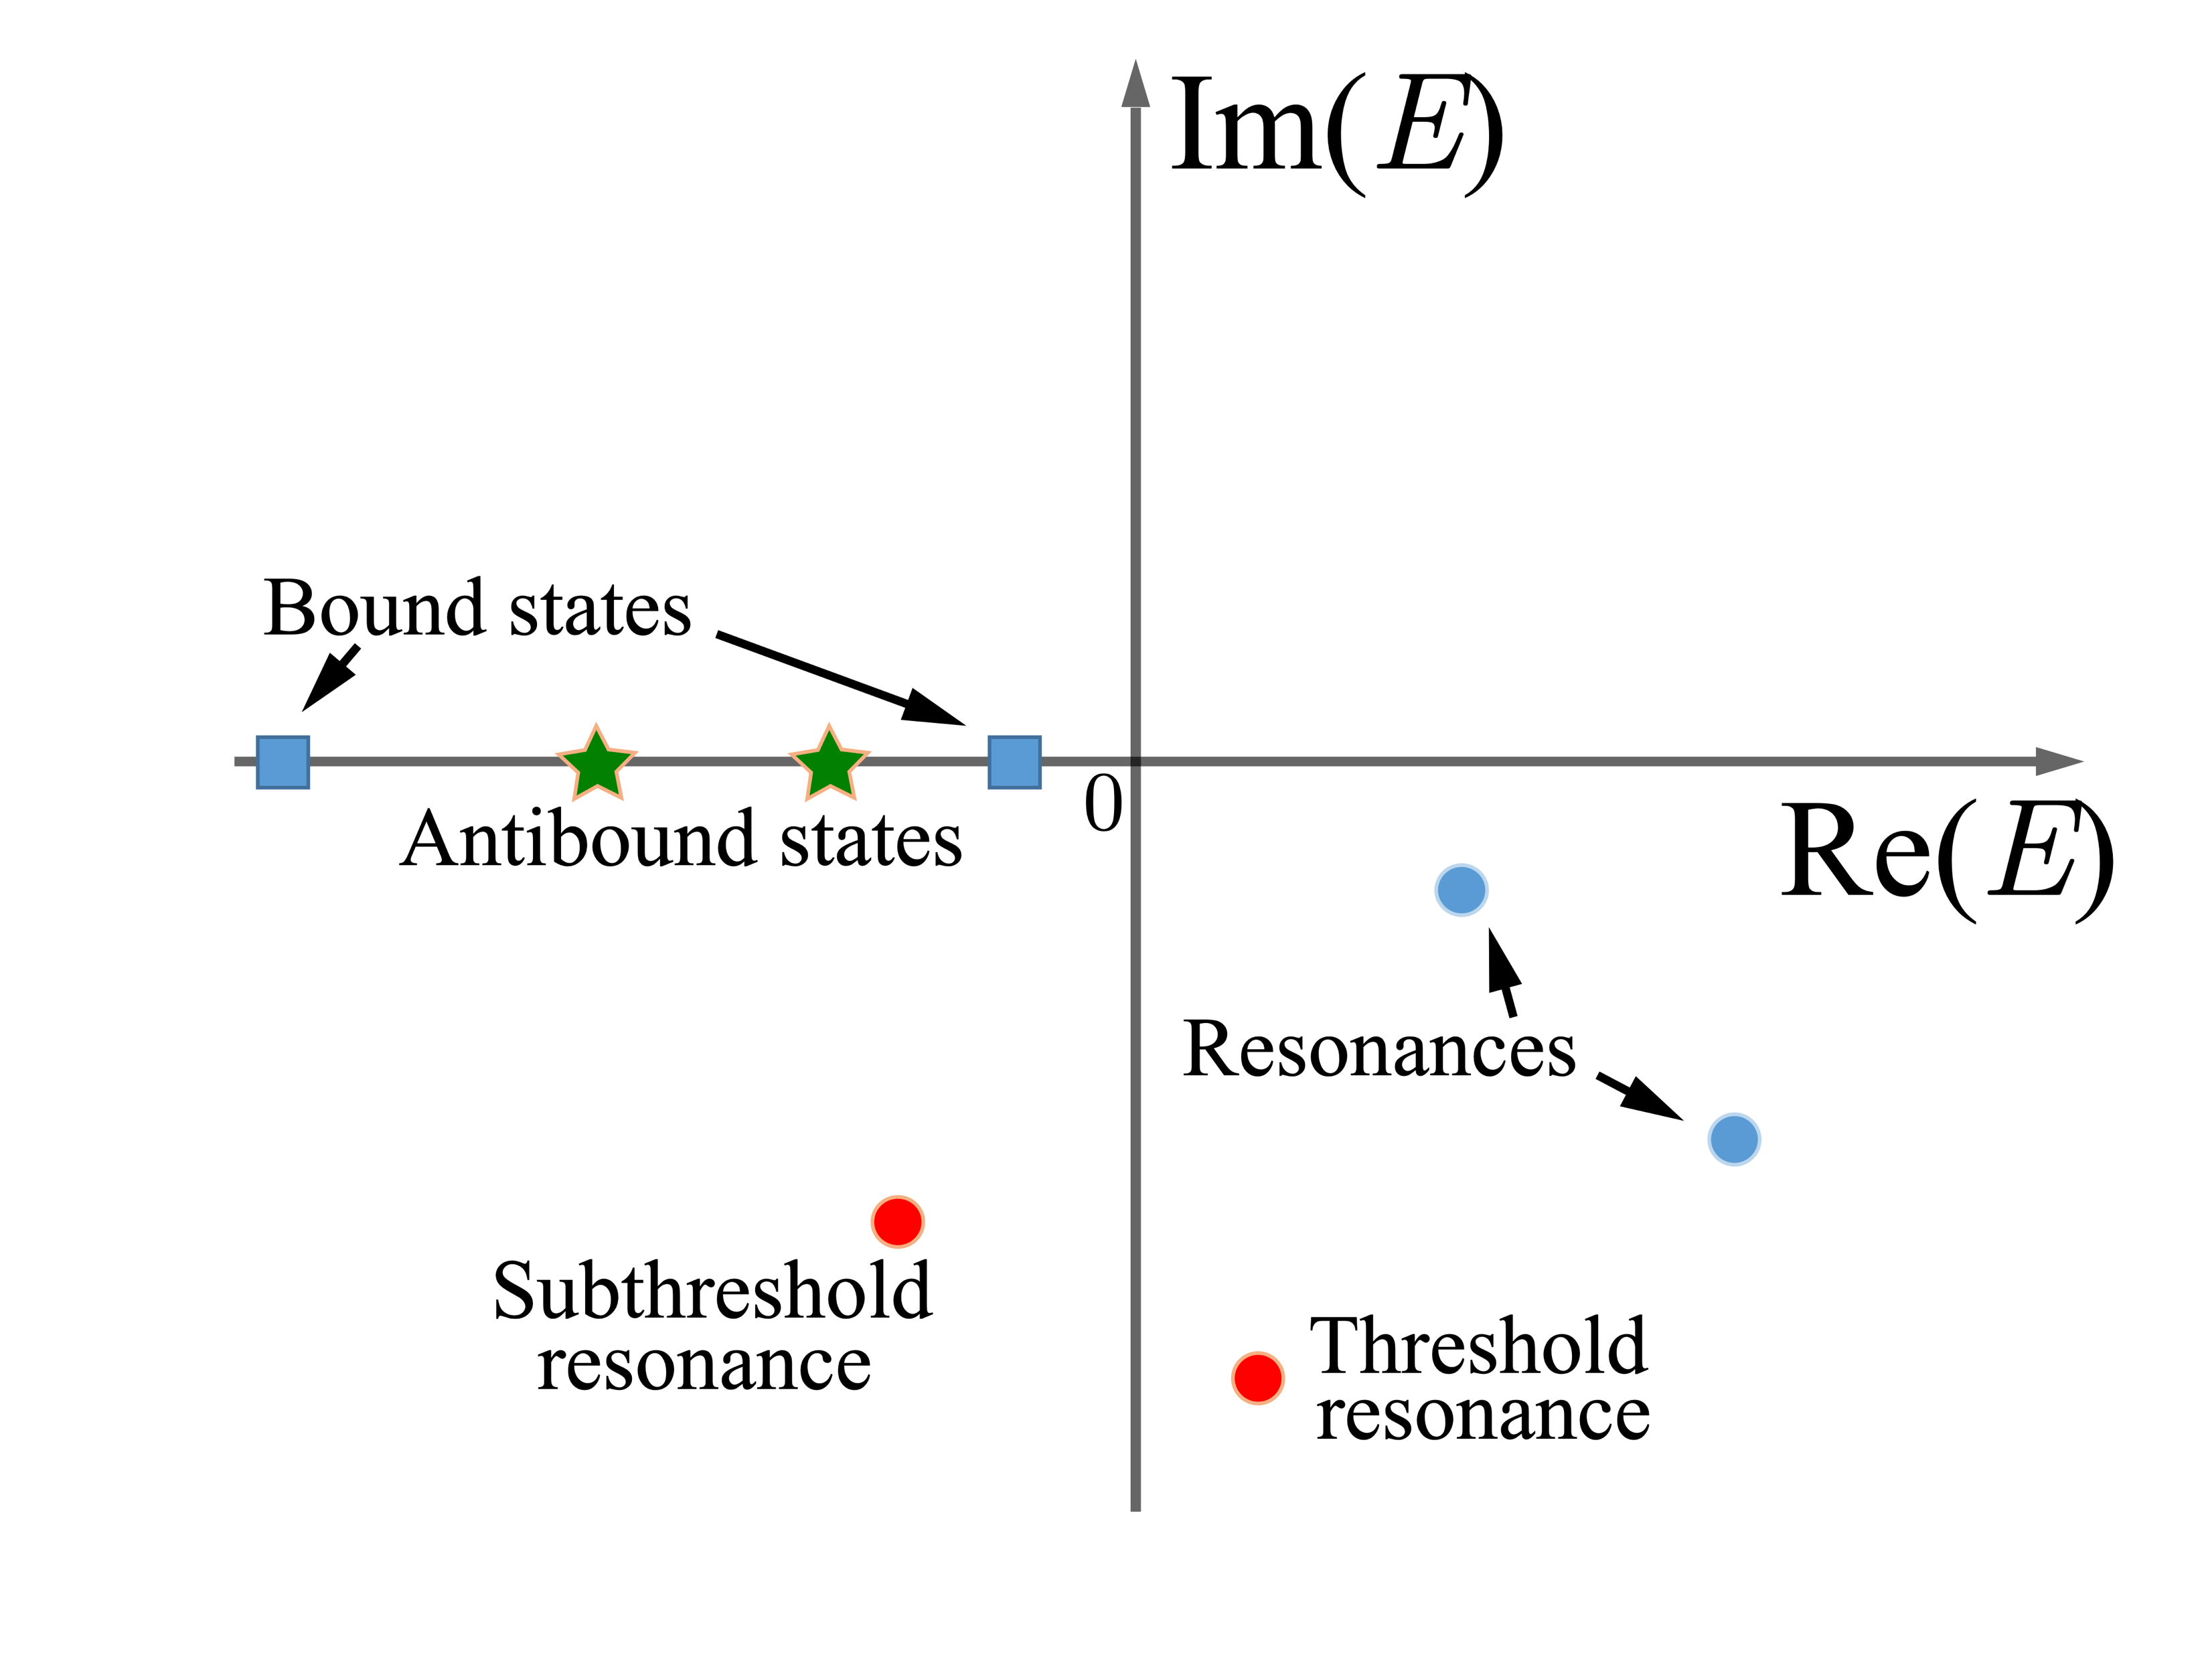 Im(E)
Bound states
0
Antibound states
Re(E)
Resonances
Subthreshold
resonance
Threshold
resonance